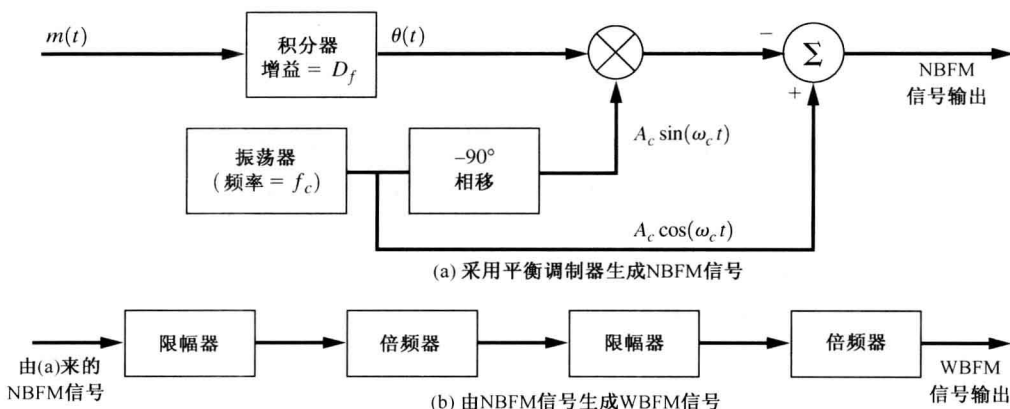 m(t)
积分器
增益 = D_f
θ(t)
−
Σ
+
NBFM
信号输出
振荡器
(频率 = f_c)
–90°
相移
A_c sin(ω_c t)
A_c cos(ω_c t)
(a) 采用平衡调制器生成NBFM信号
限幅器
倍频器
限幅器
倍频器
由(a)来的
NBFM信号
WBFM
信号输出
(b) 由NBFM信号生成WBFM信号